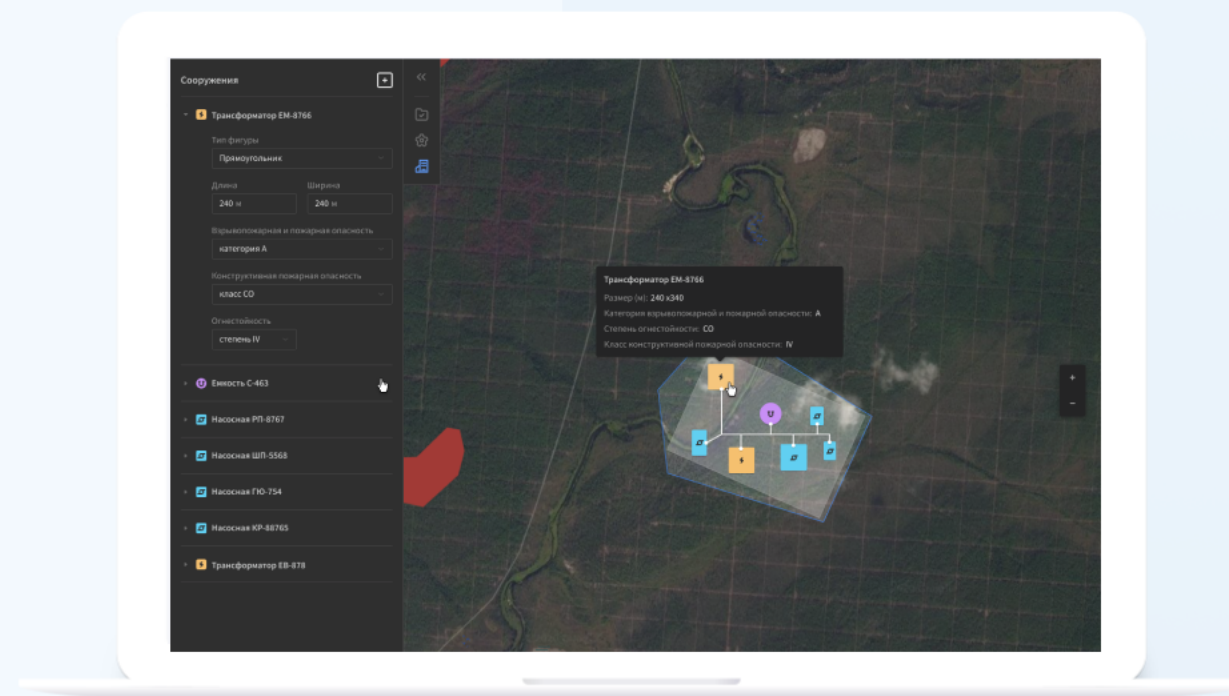 Сооружения
Трансформатор ЕМ-8766
Тип фигуры
Прямоугольник
Длина
Ширина
240 м
240 м
Взрывопожарная и пожарная опасность
категория А
Конструктивная пожарная опасность
класс СО
Огнестойкость
степень IV
Емкость С-463
Насосная РП-8767
Насосная ШП-5568
Насосная ГЮ-754
Насосная КР-88765
Трансформатор ЕВ-878
Трансформатор ЕМ-8766
Размер (м): 240 х340
Категория взрывопожарной и пожарной опасности: А
Степень огнестойкости: СО
Класс конструктивной пожарной опасности: IV